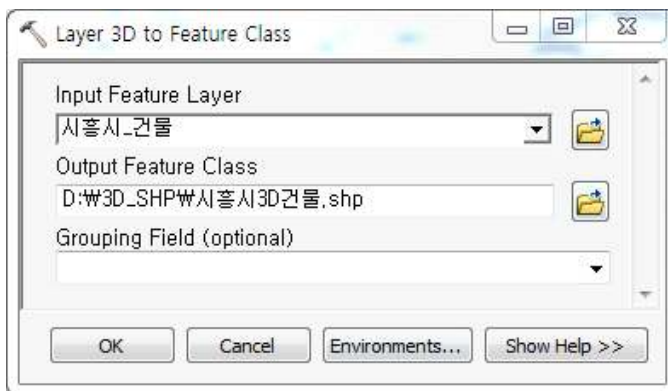 Layer 3D to Feature Class
Input Feature Layer
시흥시_건물
Output Feature Class
D:₩3D_SHP₩시흥시3D건물.shp
Grouping Field (optional)
OK Cancel Environments... Show Help >>